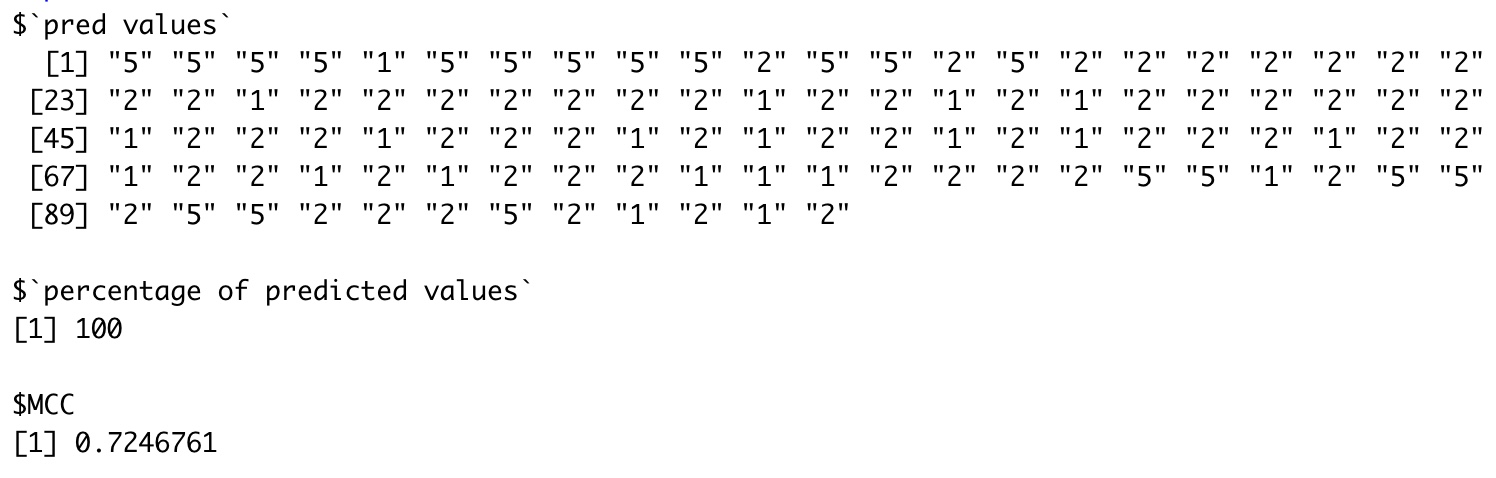 $`pred values`
[1] "5" "5" "5" "5" "1" "5" "5" "5" "5" "5" "2" "5" "5" "2" "5" "2" "2" "2" "2" "2" "2" "2"
[23] "2" "2" "1" "2" "2" "2" "2" "2" "2" "2" "1" "2" "2" "1" "2" "1" "2" "2" "2" "2" "2" "2"
[45] "1" "2" "2" "2" "1" "2" "2" "2" "1" "2" "1" "2" "2" "1" "2" "1" "2" "2" "2" "1" "2" "2"
[67] "1" "2" "2" "1" "2" "1" "2" "2" "2" "1" "1" "1" "2" "2" "2" "2" "5" "5" "1" "2" "5" "5"
[89] "2" "5" "5" "2" "2" "2" "5" "2" "1" "2" "1" "2"
$`percentage of predicted values`
[1] 100
$MCC
[1] 0.7246761